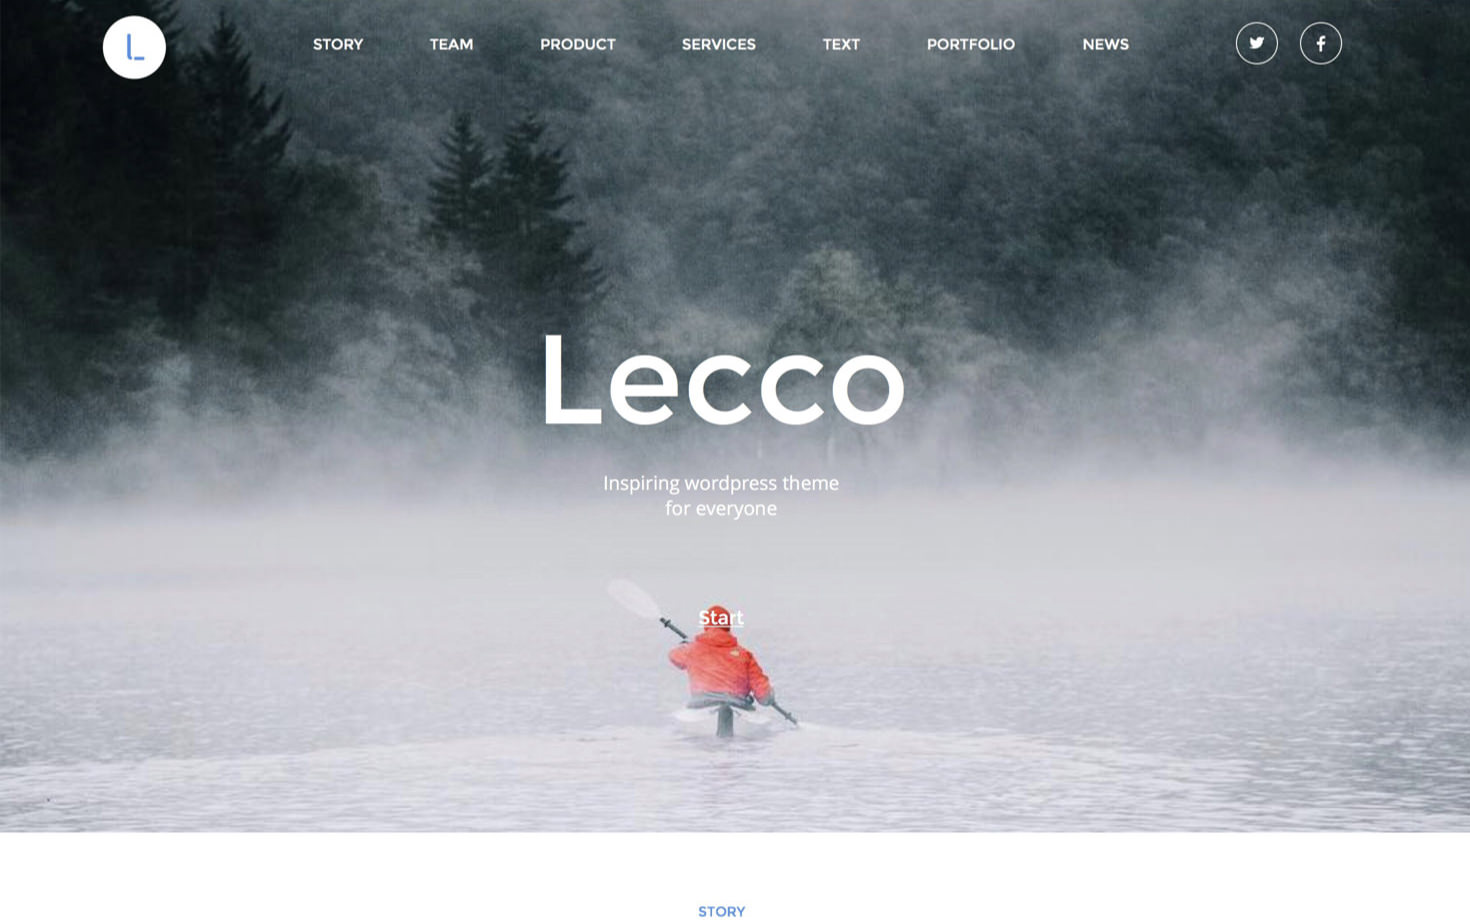 L
STORY
TEAM
PRODUCT
SERVICES
TEXT
PORTFOLIO
NEWS
Lecco
Inspiring wordpress theme
for everyone
Start
STORY